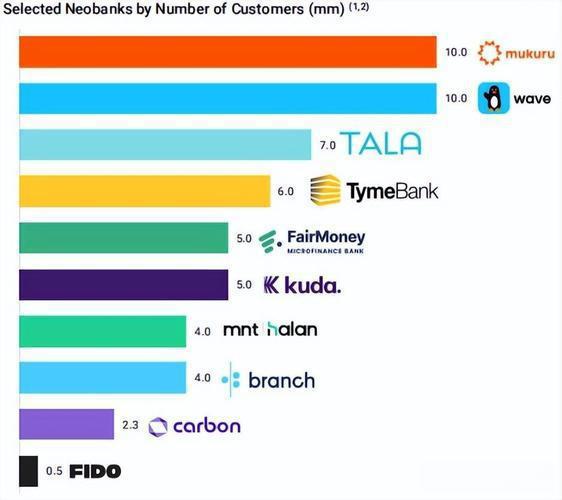 Selected Neobanks by Number of Customers (mm) (1,2)
10.0 mukuru
10.0 wave
7.0 TALA
6.0 TymeBank
5.0 FairMoney
MICROFINANCE BANK
5.0 kuda.
4.0 mnt halan
4.0 branch
2.3 carbon
0.5 FIDO